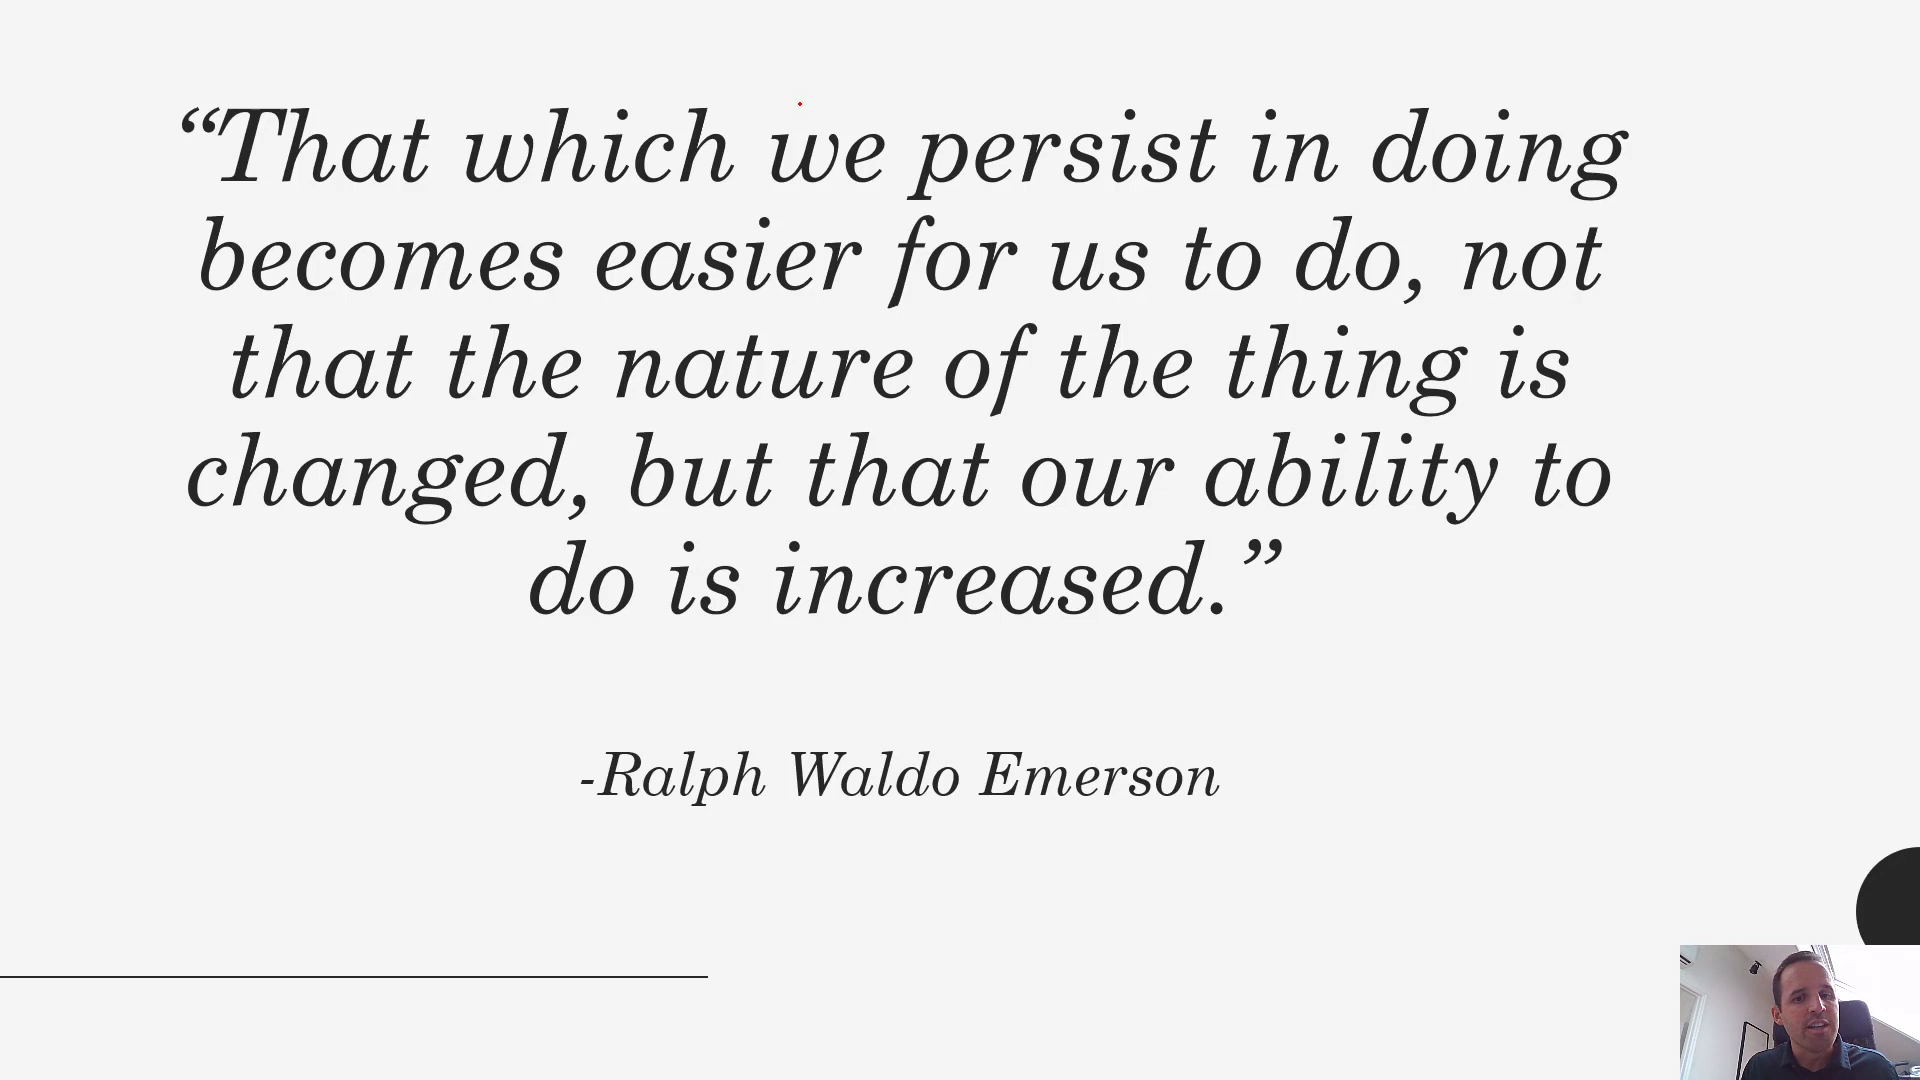 “That which we persist in doing
becomes easier for us to do, not
that the nature of the thing is
changed, but that our ability to
do is increased.”
-Ralph Waldo Emerson